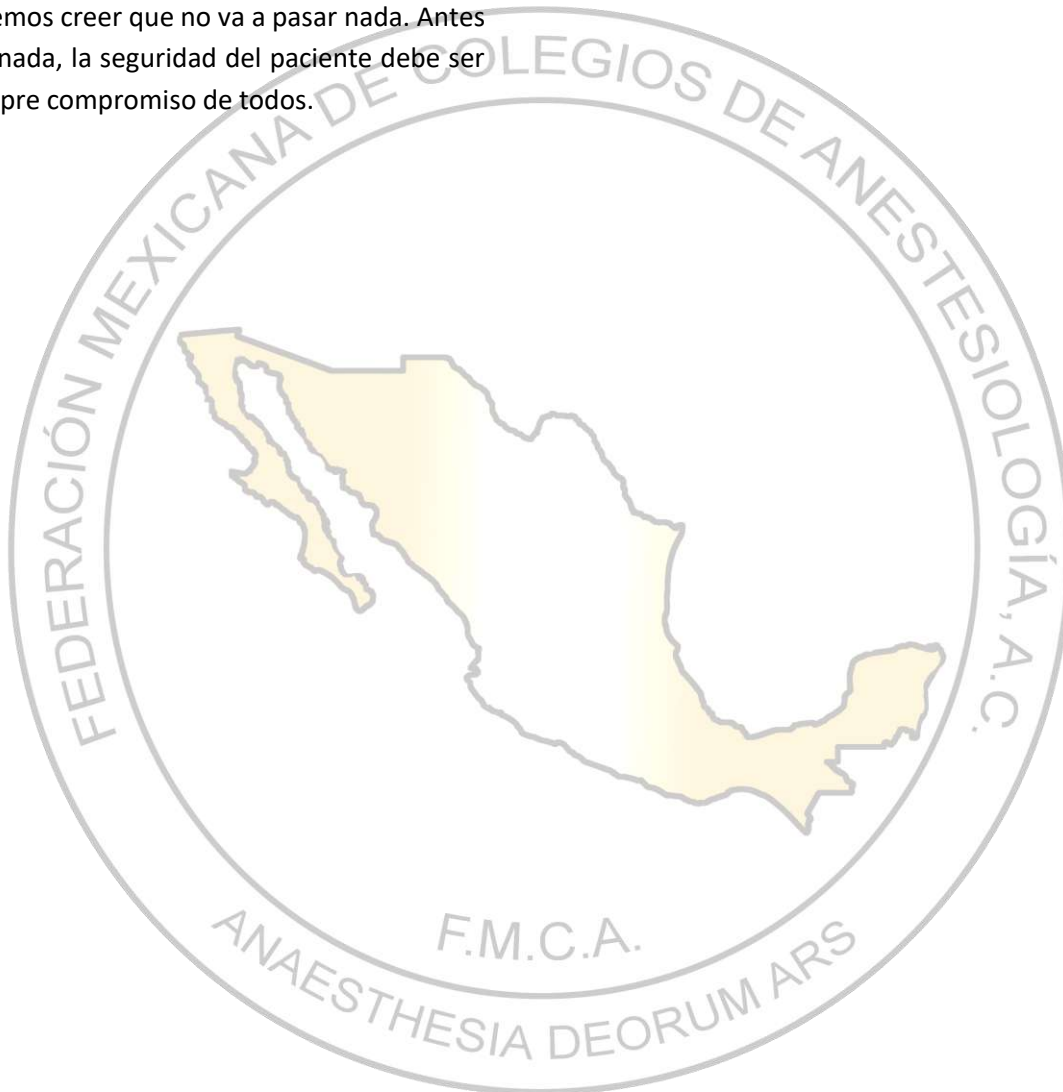 emos creer que no va a pasar nada. Antes
nada, la seguridad del paciente debe ser
pre compromiso de todos.
FEDERACIÓN MEXICANA DE COLEGIOS DE ANESTESIOLOGÍA, A.C.
F.M.C.A.
ANAESTHESIA DEORUM ARS